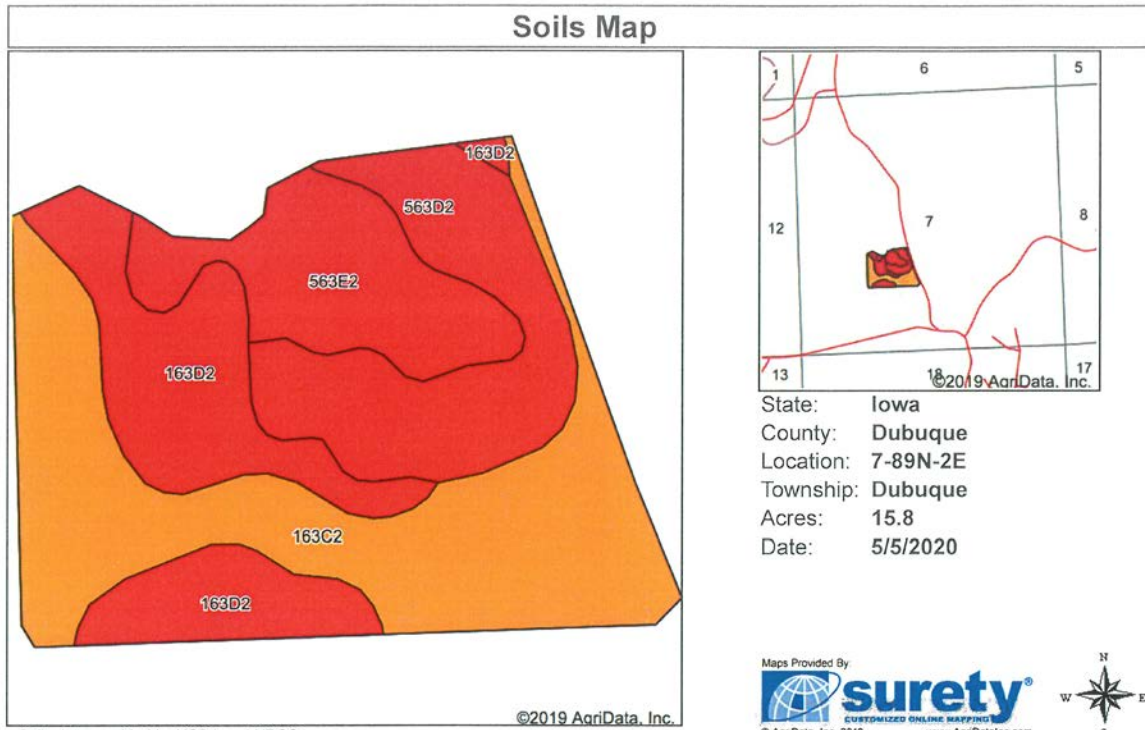 Soils Map
163D2
563D2
563E2
163D2
163C2
163D2
©2019 AgriData, Inc.
1
6
5
12
7
8
13
18
17
©2019 AgriData, Inc.
State: Iowa
County: Dubuque
Location: 7-89N-2E
Township: Dubuque
Acres: 15.8
Date: 5/5/2020
Maps Provided By:
surety®
CUSTOMIZED ONLINE MAPPING
N
W E